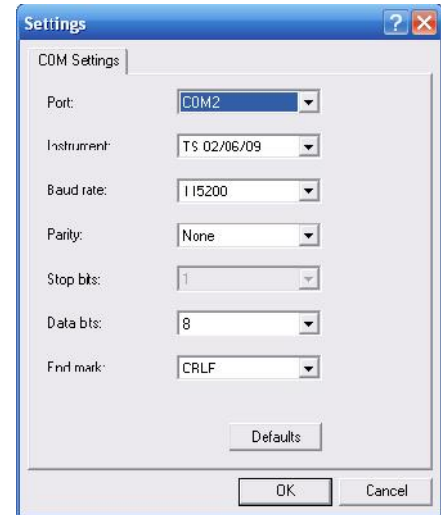 Settings
COM Settings
Port: COM2
Instrument: TS 02/06/09
Baud rate: 115200
Parity: None
Stop bits: 1
Data bits: 8
End mark: CRLF
Defaults
OK Cancel